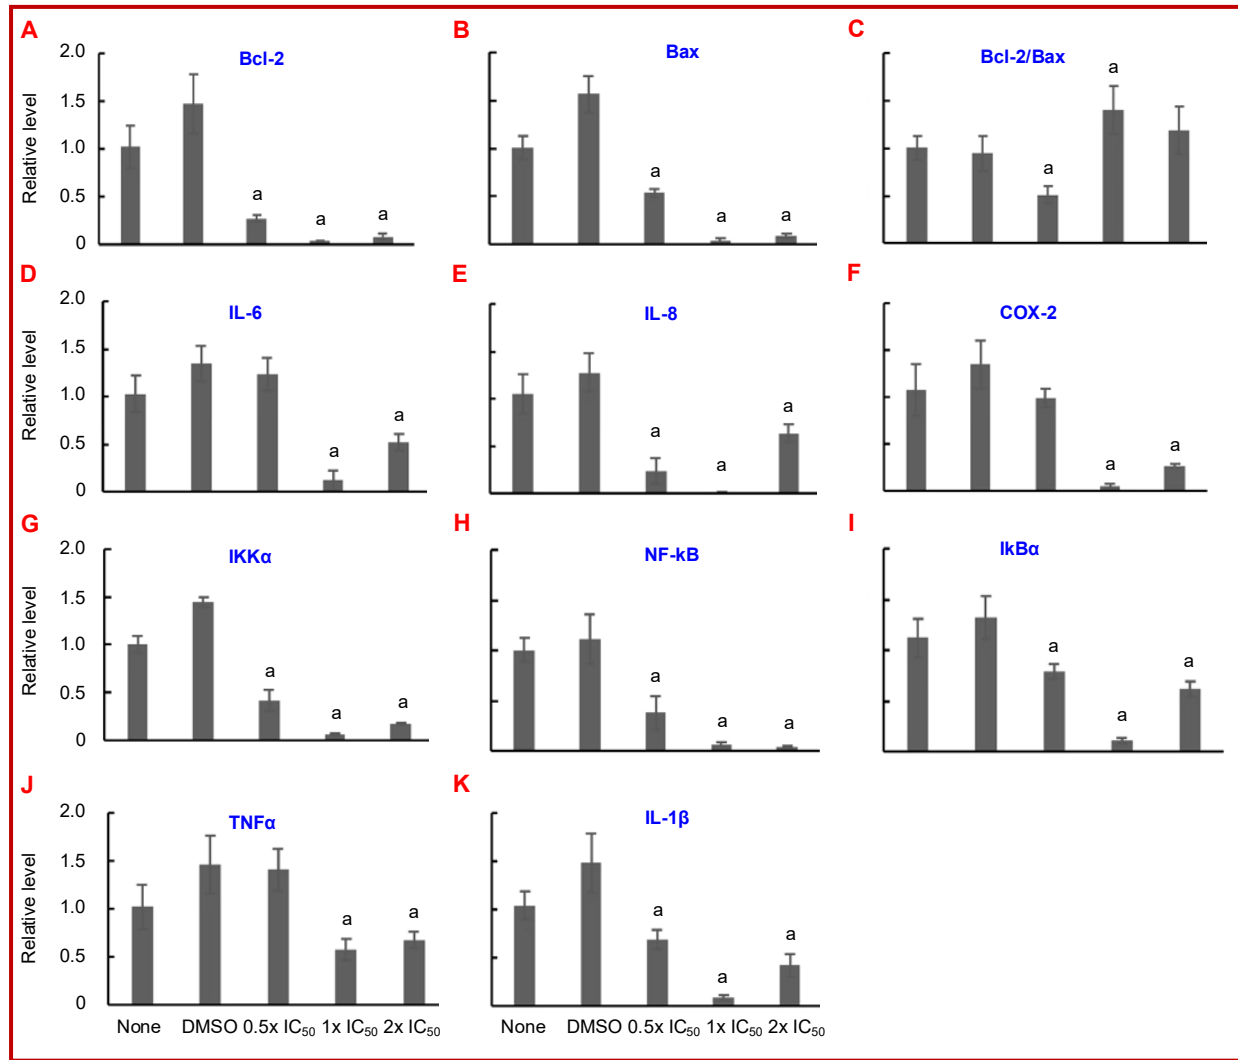 A B C
2.0 Bcl-2 Bax Bcl-2/Bax
a
1.5
Relative level
1.0
a a
0.5 a
a a a a
0
D E F
2.0 IL-6 IL-8 COX-2
1.5
Relative level
1.0
a a
0.5 a a a
a a
0
G H I
2.0 IKKα NF-kB IkBα
1.5
Relative level
1.0
a a
0.5 a a
a a a a a
0
J K
2.0 TNFα IL-1β
1.5
Relative level
1.0
a a a
0.5 a
a
0
None DMSO 0.5x IC₅₀ 1x IC₅₀ 2x IC₅₀ None DMSO 0.5x IC₅₀ 1x IC₅₀ 2x IC₅₀